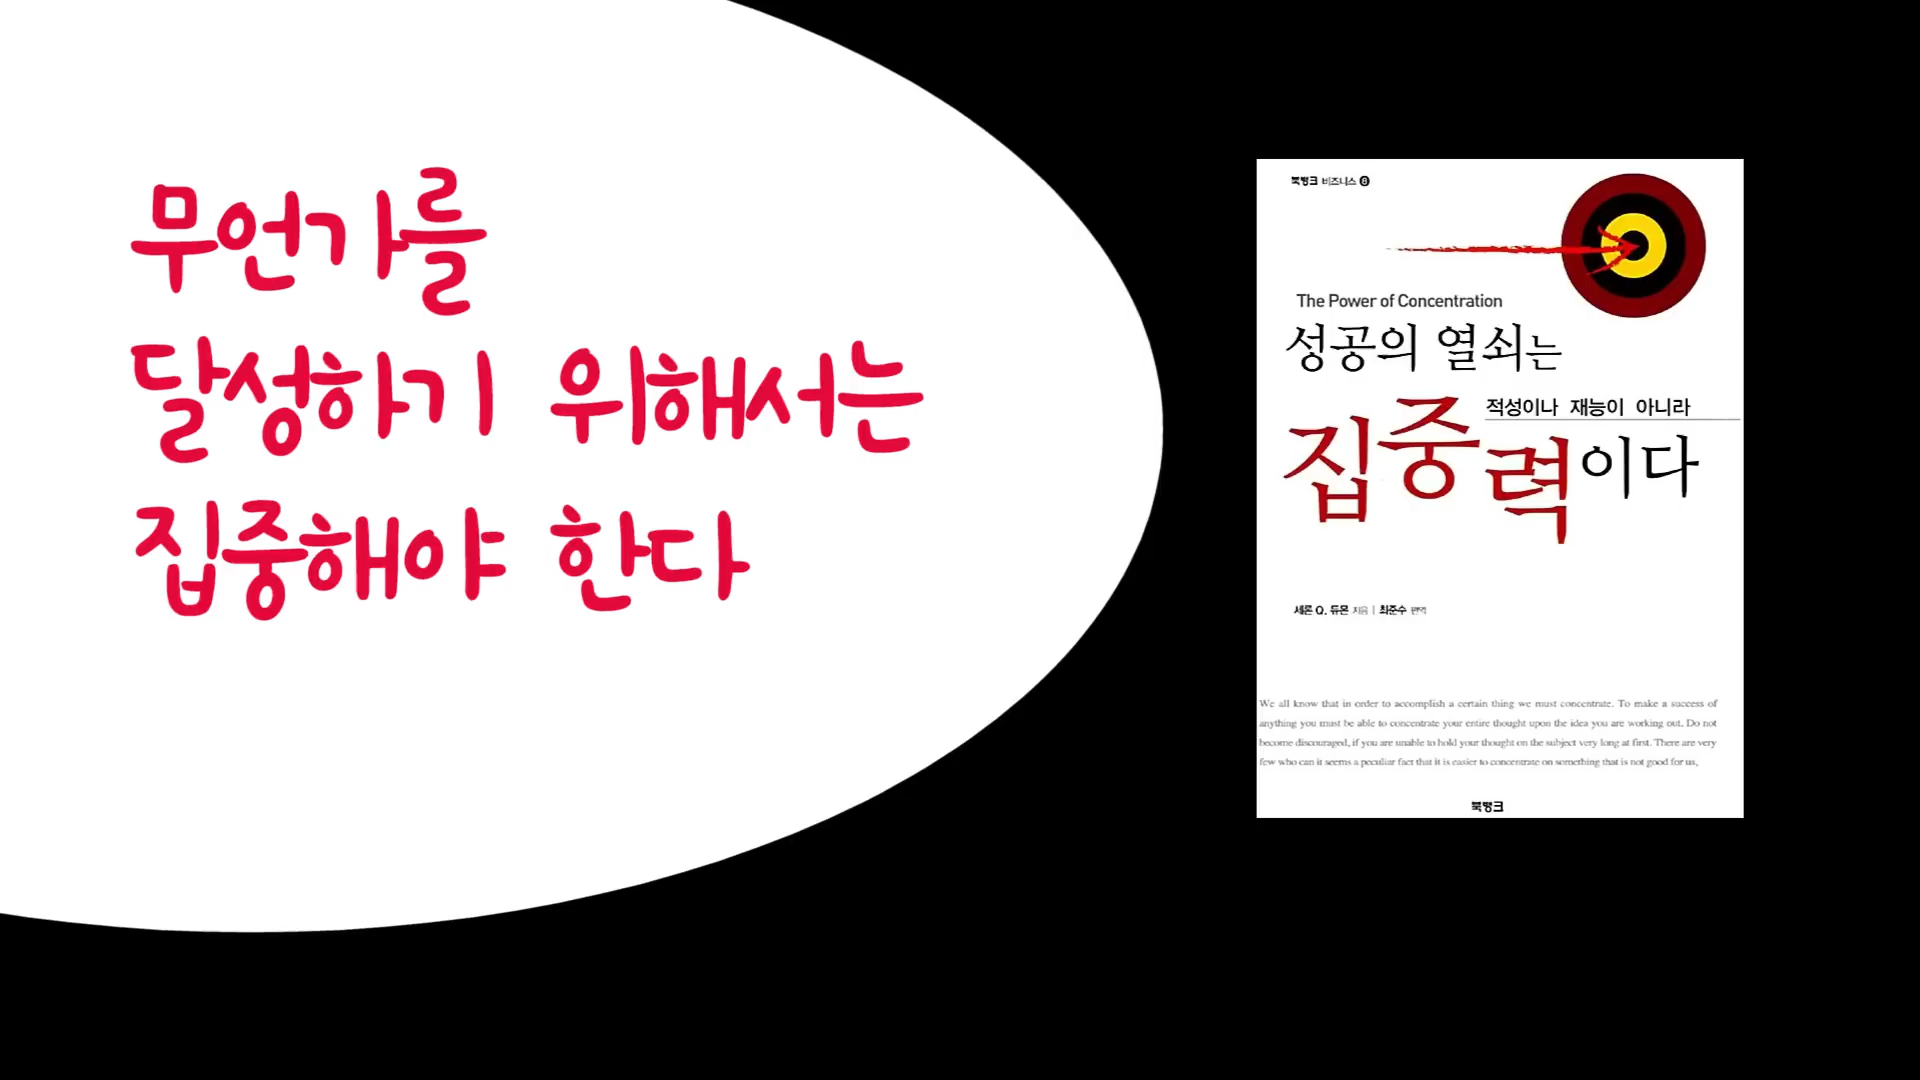 무언가를
달성하기 위해서는
집중해야 한다
북뱅크 비즈니스 6
The Power of Concentration
성공의 열쇠는
적성이나 재능이 아니라
집중력이다
세론 Q. 듀몬 지음 | 최준수 편역
We all know that in order to accomplish a certain thing we must concentrate. To make a success of
anything you must be able to concentrate your entire thought upon the idea you are working out. Do not
become discouraged, if you are unable to hold your thought on the subject very long at first. There are very
few who can it seems a peculiar fact that it is easier to concentrate on something that is not good for us,
북뱅크